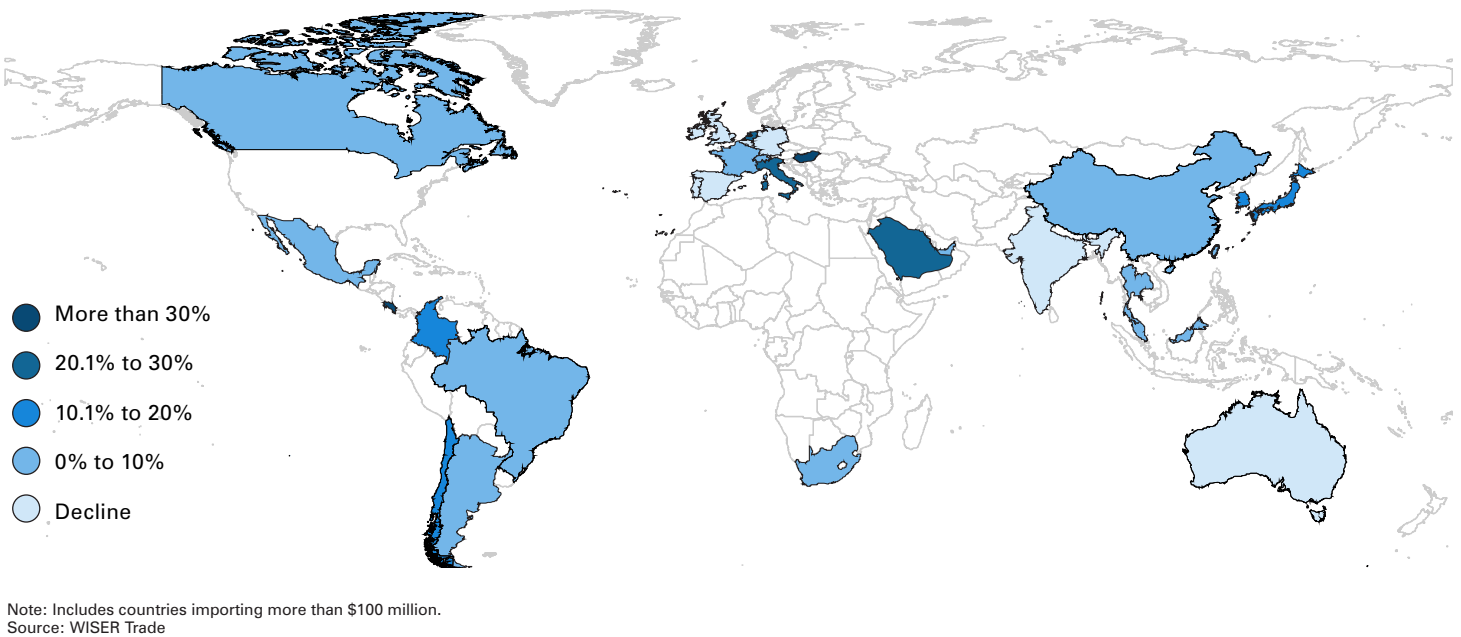 More than 30%
20.1% to 30%
10.1% to 20%
0% to 10%
Decline
Note: Includes countries importing more than $100 million.
Source: WISER Trade